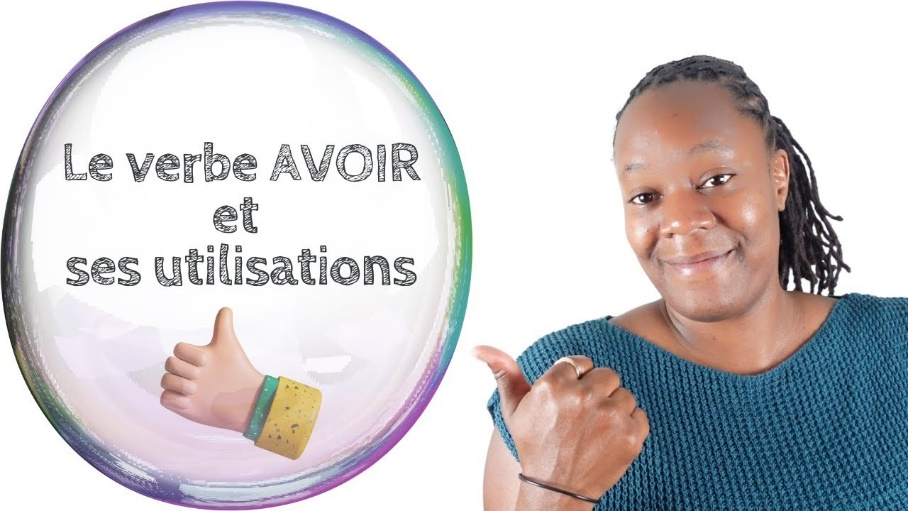 Le verbe AVOIR
et
ses utilisations